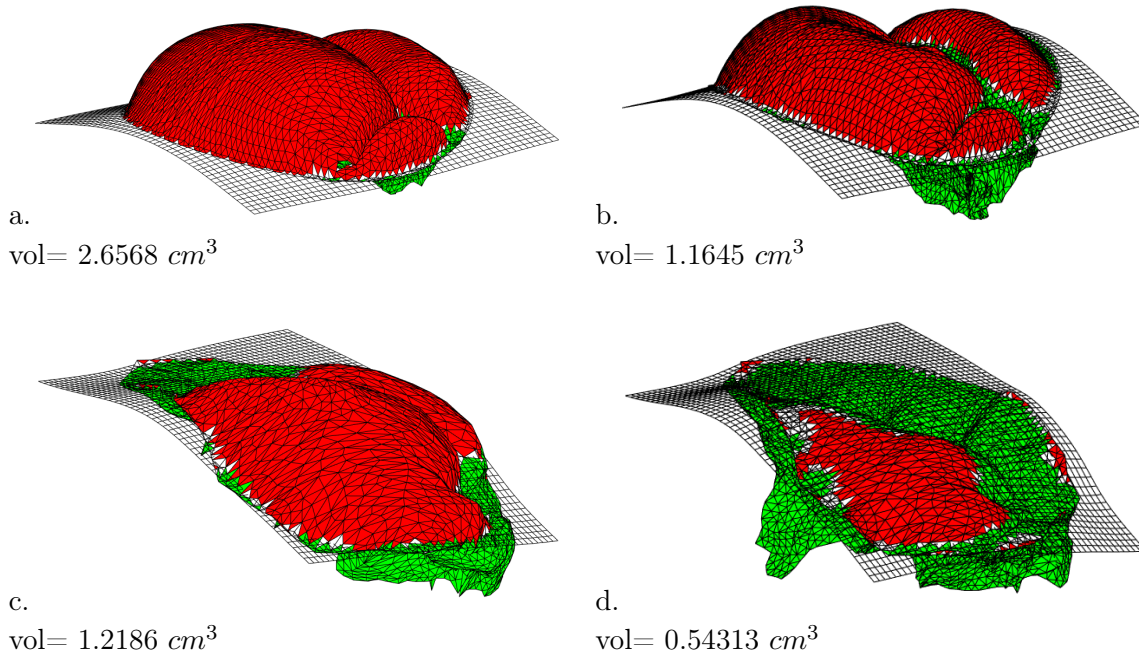 a.
vol= 2.6568 cm³
b.
vol= 1.1645 cm³
c.
vol= 1.2186 cm³
d.
vol= 0.54313 cm³